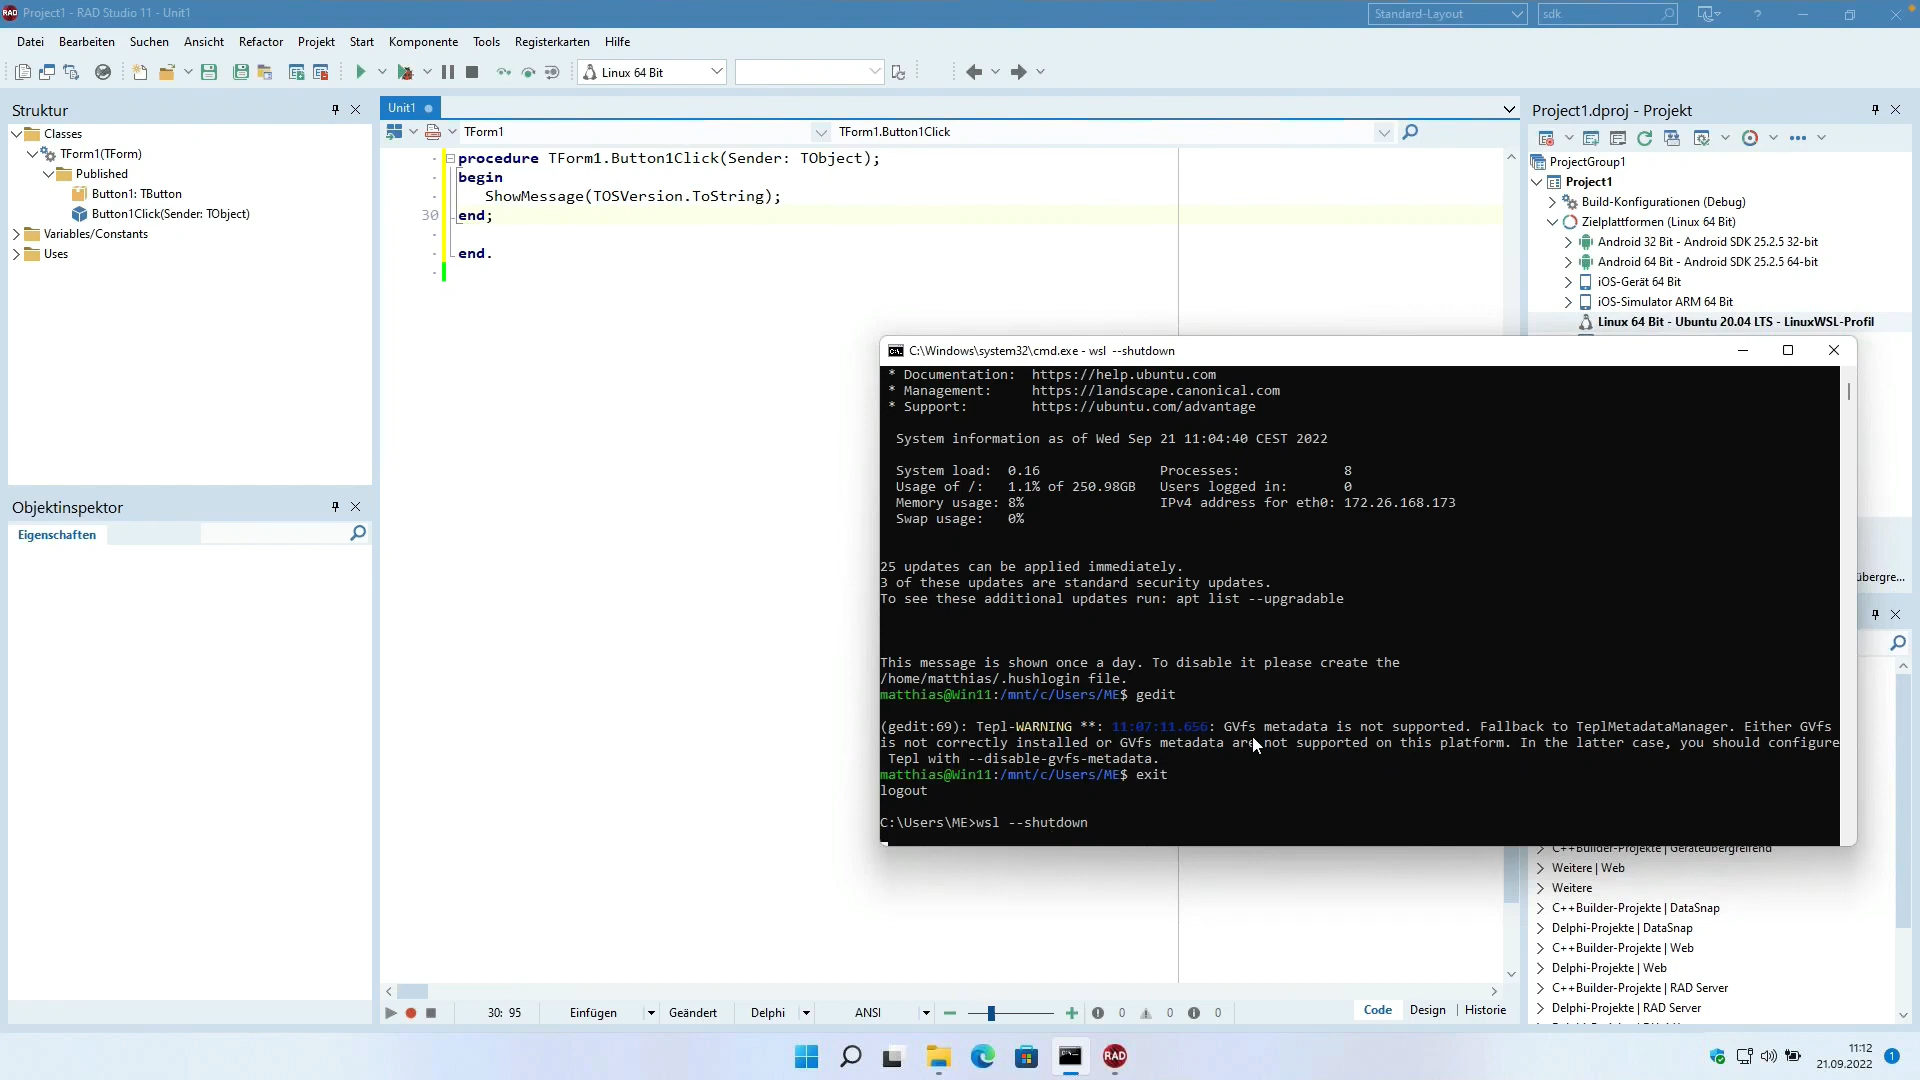 Project1 - RAD Studio 11 - Unit1
Standard-Layout
sdk
Datei Bearbeiten Suchen Ansicht Refactor Projekt Start Komponente Tools Registerkarten Hilfe
Linux 64 Bit
Struktur
Classes
TForm1(TForm)
Published
Button1: TButton
Button1Click(Sender: TObject)
Variables/Constants
Uses
Objektinspektor
Eigenschaften
Unit1
TForm1
TForm1.Button1Click
procedure TForm1.Button1Click(Sender: TObject);
begin
ShowMessage(TOSVersion.ToString);
30 end;
end.
Project1.dproj - Projekt
ProjectGroup1
Project1
Build-Konfigurationen (Debug)
Zielplattformen (Linux 64 Bit)
Android 32 Bit - Android SDK 25.2.5 32-bit
Android 64 Bit - Android SDK 25.2.5 64-bit
iOS-Gerät 64 Bit
iOS-Simulator ARM 64 Bit
Linux 64 Bit - Ubuntu 20.04 LTS - LinuxWSL-Profil
C:\Windows\system32\cmd.exe - wsl --shutdown
* Documentation: https://help.ubuntu.com
* Management: https://landscape.canonical.com
* Support: https://ubuntu.com/advantage
System information as of Wed Sep 21 11:04:40 CEST 2022
System load: 0.16 Processes: 8
Usage of /: 1.1% of 250.98GB Users logged in: 0
Memory usage: 8% IPv4 address for eth0: 172.26.168.173
Swap usage: 0%
25 updates can be applied immediately.
3 of these updates are standard security updates.
To see these additional updates run: apt list --upgradable
This message is shown once a day. To disable it please create the
/home/matthias/.hushlogin file.
matthias@Win11:/mnt/c/Users/ME$ gedit
(gedit:69): Tepl-WARNING **: 11:07:11.656: GVfs metadata is not supported. Fallback to TeplMetadataManager. Either GVfs
is not correctly installed or GVfs metadata are not supported on this platform. In the latter case, you should configure
Tepl with --disable-gvfs-metadata.
matthias@Win11:/mnt/c/Users/ME$ exit
logout
C:\Users\ME>wsl --shutdown
übergre...
C++Builder-Projekte | Geräteübergreifend
Weitere | Web
Weitere
C++Builder-Projekte | DataSnap
Delphi-Projekte | DataSnap
C++Builder-Projekte | Web
Delphi-Projekte | Web
C++Builder-Projekte | RAD Server
Delphi-Projekte | RAD Server
30: 95 Einfügen Geändert Delphi ANSI 0 0 0
Code Design Historie
RAD
11:12
21.09.2022
1